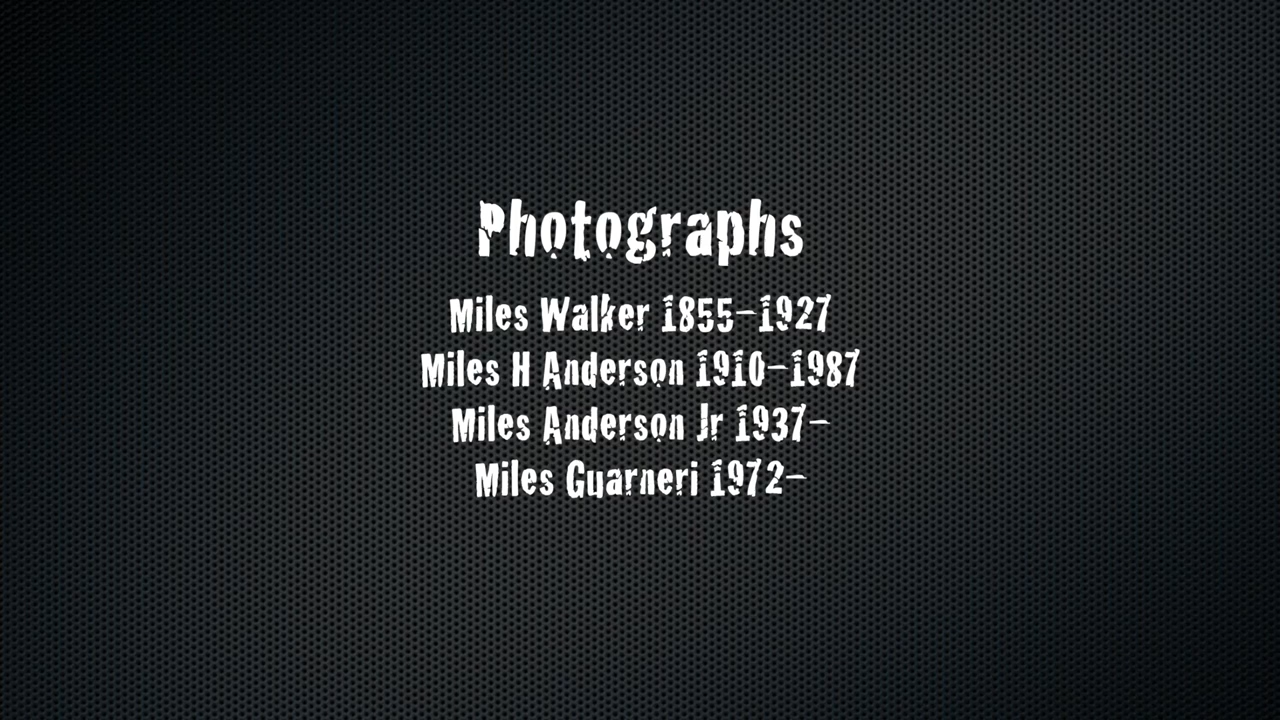 Photographs
Miles Walker 1855-1927
Miles H Anderson 1910-1987
Miles Anderson Jr 1937-
Miles Guarneri 1972-